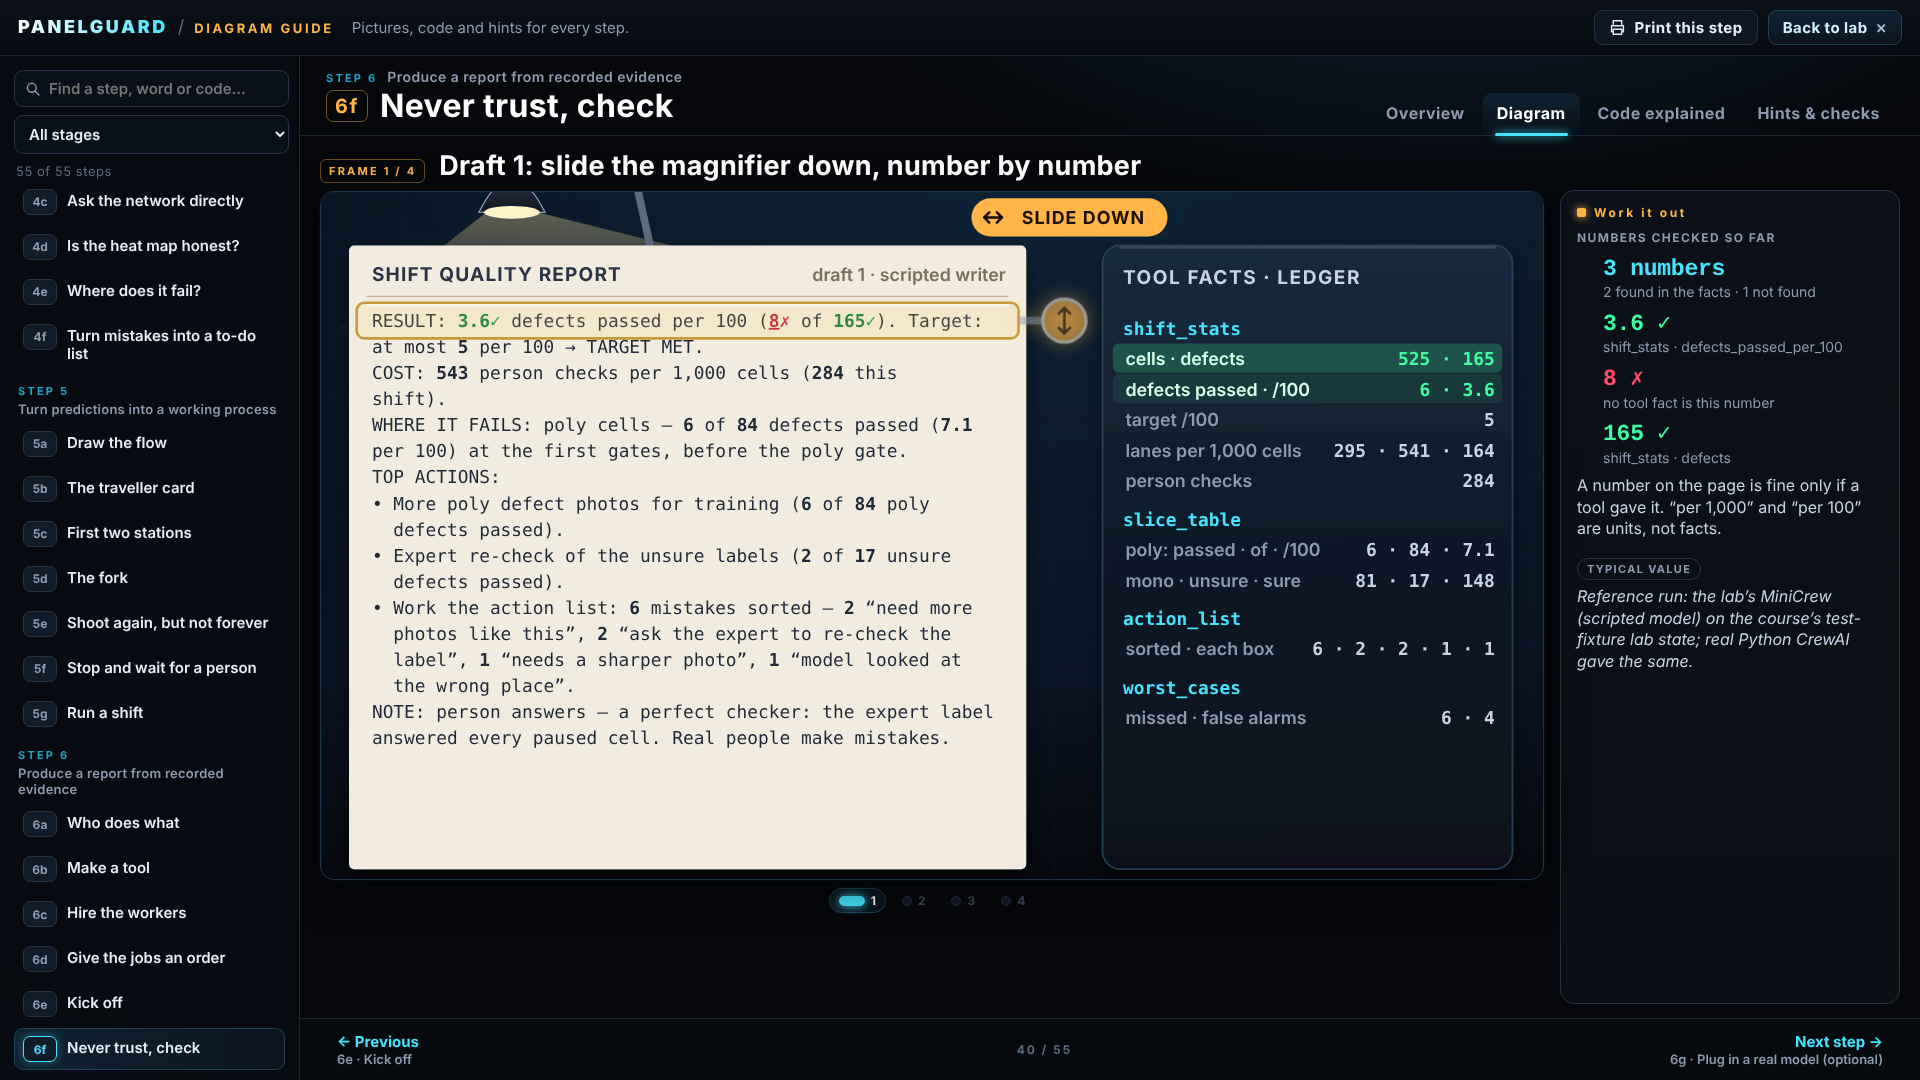 PANELGUARD / DIAGRAM GUIDE Pictures, code and hints for every step.
Print this step
Back to lab ×
Find a step, word or code...
All stages
55 of 55 steps
4c Ask the network directly
4d Is the heat map honest?
4e Where does it fail?
4f Turn mistakes into a to-do
list
STEP 5
Turn predictions into a working process
5a Draw the flow
5b The traveller card
5c First two stations
5d The fork
5e Shoot again, but not forever
5f Stop and wait for a person
5g Run a shift
STEP 6
Produce a report from recorded
evidence
6a Who does what
6b Make a tool
6c Hire the workers
6d Give the jobs an order
6e Kick off
6f Never trust, check
STEP 6 Produce a report from recorded evidence
6f Never trust, check
Overview Diagram Code explained Hints & checks
FRAME 1 / 4 Draft 1: slide the magnifier down, number by number
↔ SLIDE DOWN
SHIFT QUALITY REPORT draft 1 · scripted writer
RESULT: 3.6✓ defects passed per 100 (8✗ of 165✓). Target:
at most 5 per 100 → TARGET MET.
COST: 543 person checks per 1,000 cells (284 this
shift).
WHERE IT FAILS: poly cells — 6 of 84 defects passed (7.1
per 100) at the first gates, before the poly gate.
TOP ACTIONS:
• More poly defect photos for training (6 of 84 poly
defects passed).
• Expert re-check of the unsure labels (2 of 17 unsure
defects passed).
• Work the action list: 6 mistakes sorted — 2 “need more
photos like this”, 2 “ask the expert to re-check the
label”, 1 “needs a sharper photo”, 1 “model looked at
the wrong place”.
NOTE: person answers — a perfect checker: the expert label
answered every paused cell. Real people make mistakes.
TOOL FACTS · LEDGER
shift_stats
cells · defects 525 · 165
defects passed · /100 6 · 3.6
target /100 5
lanes per 1,000 cells 295 · 541 · 164
person checks 284
slice_table
poly: passed · of · /100 6 · 84 · 7.1
mono · unsure · sure 81 · 17 · 148
action_list
sorted · each box 6 · 2 · 2 · 1 · 1
worst_cases
missed · false alarms 6 · 4
1 2 3 4
Work it out
NUMBERS CHECKED SO FAR
3 numbers
2 found in the facts · 1 not found
3.6 ✓
shift_stats · defects_passed_per_100
8 ✗
no tool fact is this number
165 ✓
shift_stats · defects
A number on the page is fine only if a
tool gave it. “per 1,000” and “per 100”
are units, not facts.
TYPICAL VALUE
Reference run: the lab’s MiniCrew
(scripted model) on the course’s test-
fixture lab state; real Python CrewAI
gave the same.
← Previous
6e · Kick off
40 / 55
Next step →
6g · Plug in a real model (optional)